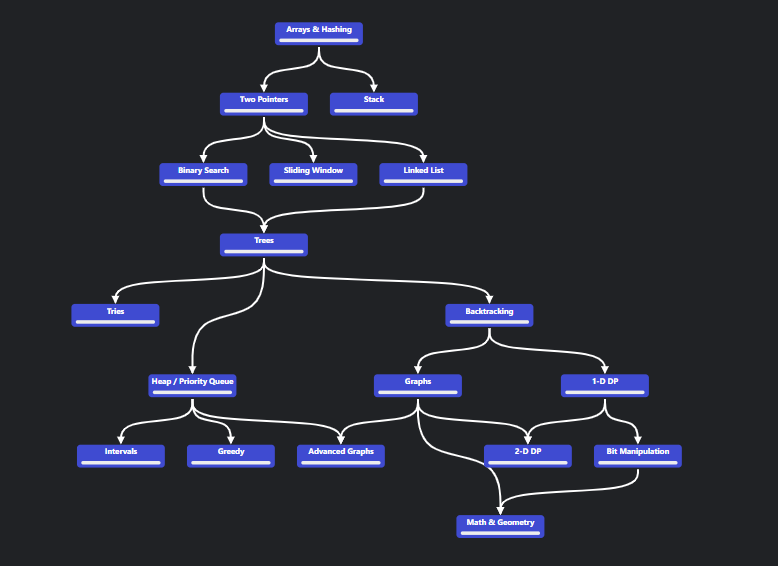 Arrays & Hashing
Two Pointers
Stack
Binary Search
Sliding Window
Linked List
Trees
Tries
Backtracking
Heap / Priority Queue
Graphs
1-D DP
Intervals
Greedy
Advanced Graphs
2-D DP
Bit Manipulation
Math & Geometry